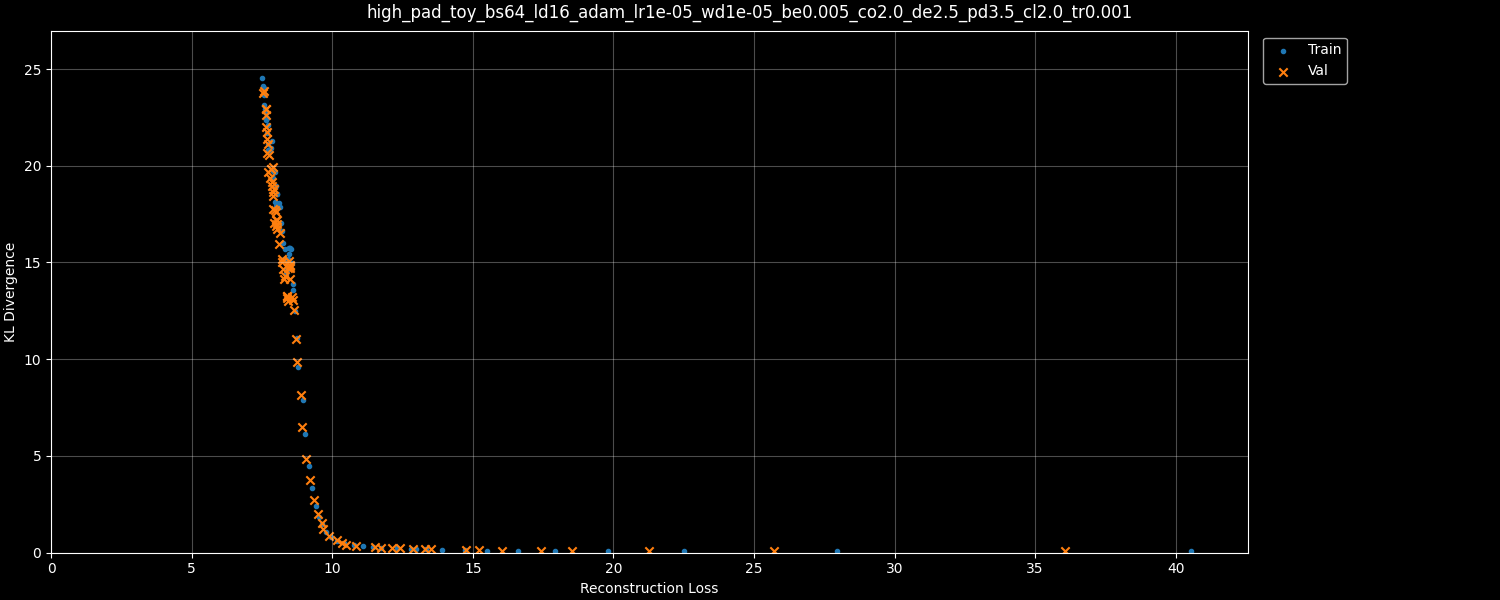 high_pad_toy_bs64_ld16_adam_lr1e-05_wd1e-05_be0.005_co2.0_de2.5_pd3.5_cl2.0_tr0.001
Train
Val
KL Divergence
25
20
15
10
5
0
0 5 10 15 20 25 30 35 40
Reconstruction Loss